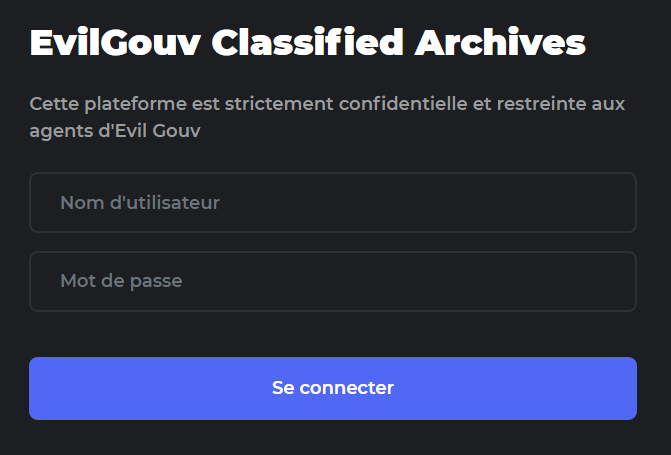 EvilGouv Classified Archives
Cette plateforme est strictement confidentielle et restreinte aux
agents d'Evil Gouv
Nom d'utilisateur
Mot de passe
Se connecter